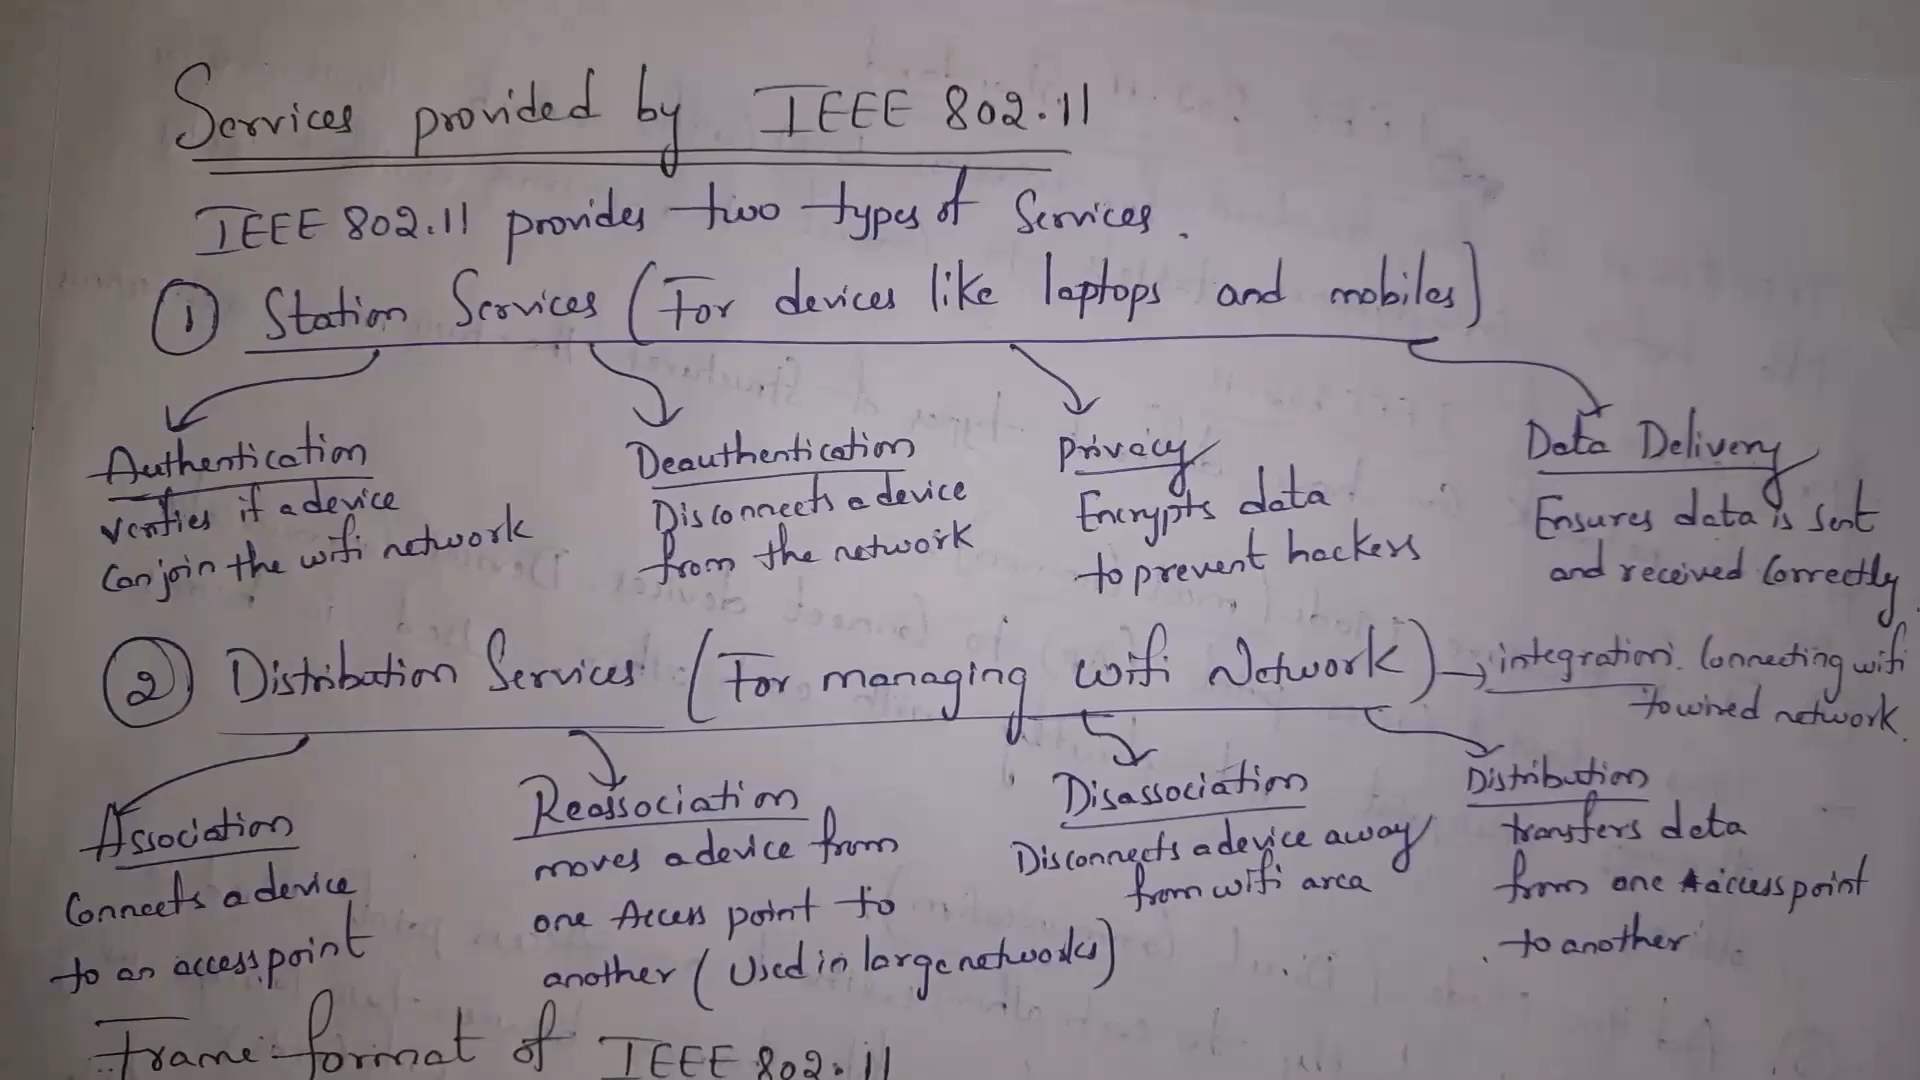 Services provided by IEEE 802.11
IEEE 802.11 provides two types of Services.
① Station Services (For devices like laptops and mobiles)
Authentication
verifies if a device
can join the wifi network
Deauthentication
Disconnects a device
from the network
Privacy
Encrypts data
to prevent hackers
Data Delivery
Ensures data is sent
and received correctly
② Distribution Services (For managing wifi Network) → integration. Connecting wifi
to wired network.
Association
Connects a device
to an access point
Reassociation
moves a device from
one Access point to
another (Used in large networks)
Disassociation
Disconnects a device away
from wifi area
Distribution
transfers data
from one access point
to another
Frame format of IEEE 802.11